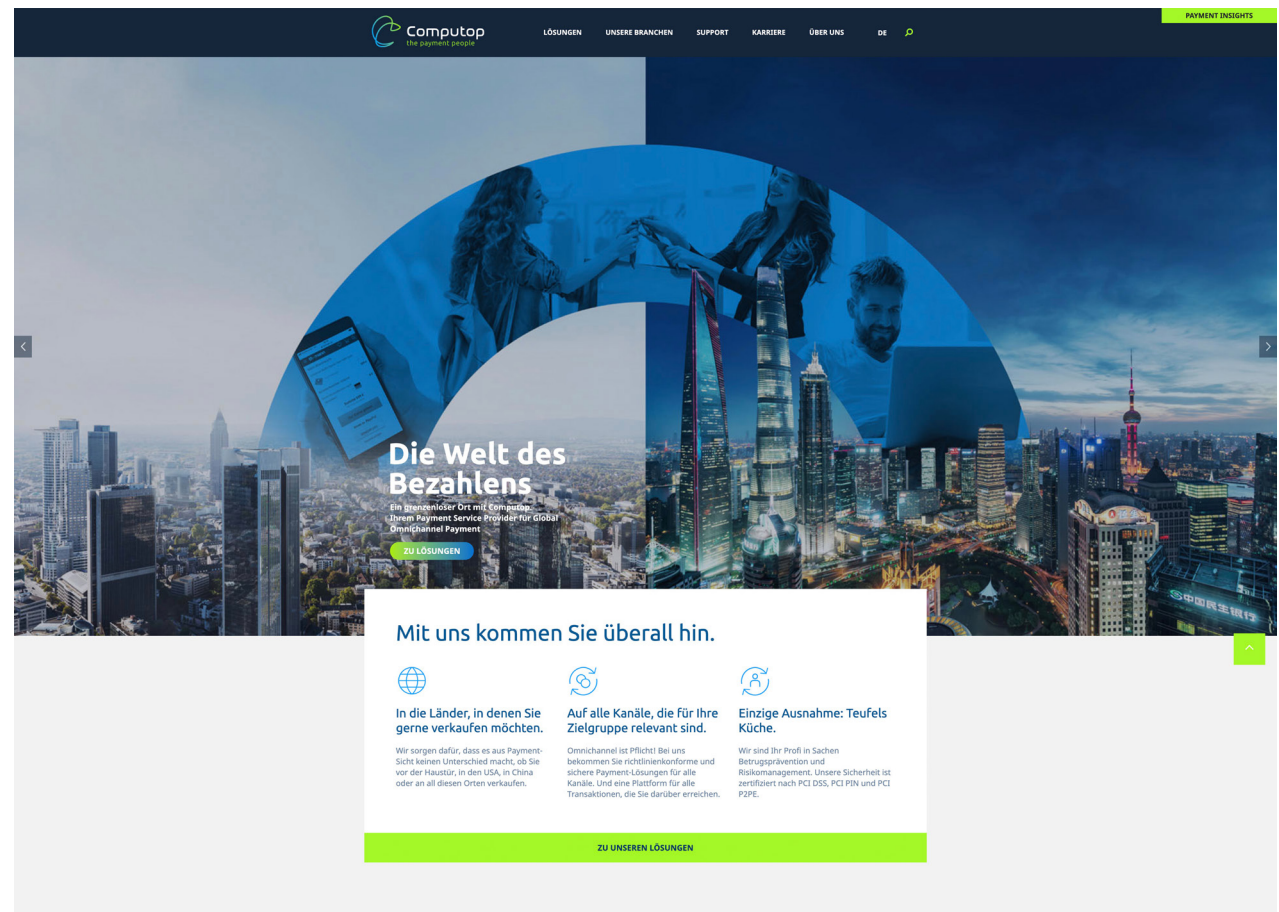 PAYMENT INSIGHTS
Computop
the payment people
LÖSUNGEN UNSERE BRANCHEN SUPPORT KARRIERE ÜBER UNS DE
Die Welt des
Bezahlens
Ein grenzenloser Ort mit Computop.
Ihrem Payment Service Provider für Global
Omnichannel Payment
ZU LÖSUNGEN
中国民生银行
Mit uns kommen Sie überall hin.
In die Länder, in denen Sie
gerne verkaufen möchten.
Wir sorgen dafür, dass es aus Payment-
Sicht keinen Unterschied macht, ob Sie
vor der Haustür, in den USA, in China
oder an all diesen Orten verkaufen.
Auf alle Kanäle, die für Ihre
Zielgruppe relevant sind.
Omnichannel ist Pflicht! Bei uns
bekommen Sie richtlinienkonforme und
sichere Payment-Lösungen für alle
Kanäle. Und eine Plattform für alle
Transaktionen, die Sie darüber erreichen.
Einzige Ausnahme: Teufels
Küche.
Wir sind Ihr Profi in Sachen
Betrugsprävention und
Risikomanagement. Unsere Sicherheit ist
zertifiziert nach PCI DSS, PCI PIN und PCI
P2PE.
ZU UNSEREN LÖSUNGEN